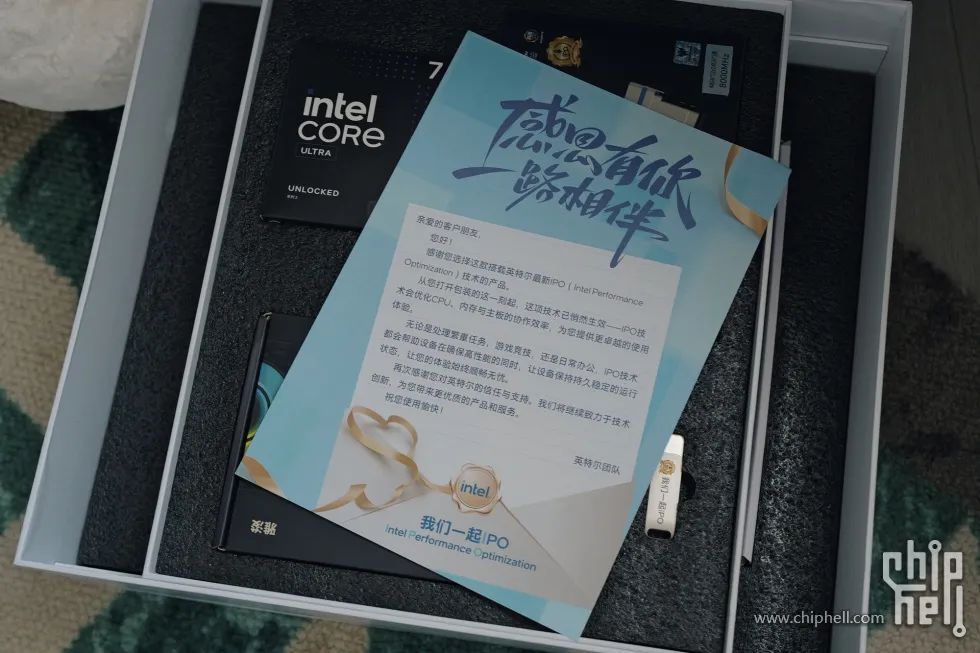 7
intel
CORE
ULTRA
UNLOCKED
感恩有你
一路相伴
亲爱的客户朋友,
您好!
感谢您选择这款搭载英特尔最新IPO(Intel Performance
Optimization)技术的产品。
从您打开包装的这一刻起,这项技术已悄然生效——IPO技
术会优化CPU、内存与主板的协作效率,为您提供更卓越的使用
体验。
无论是处理繁重任务,游戏竞技,还是日常办公,IPO技术
都会帮助设备在确保高性能的同时,让设备保持持久稳定的运行
状态,让您的体验始终顺畅无忧。
再次感谢您对英特尔的信任与支持。我们将继续致力于技术
创新,为您带来更优质的产品和服务。
祝您使用愉快!
英特尔团队
intel
我们一起IPO
Intel Performance Optimization
我们一起IPO
雅浚
www.chiphell.com
chip
hell